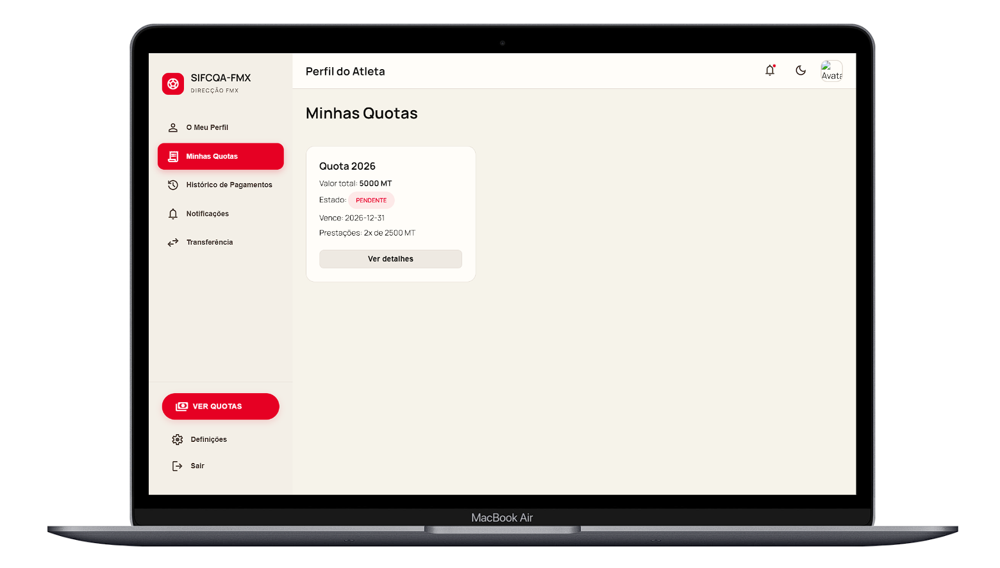 SIFCQA-FMX
DIRECÇÃO FMX
O Meu Perfil
Minhas Quotas
Histórico de Pagamentos
Notificações
Transferência
VER QUOTAS
Definições
Sair
Perfil do Atleta
Avata
Minhas Quotas
Quota 2026
Valor total: 5000 MT
Estado: PENDENTE
Vence: 2026-12-31
Prestações: 2x de 2500 MT
Ver detalhes
MacBook Air